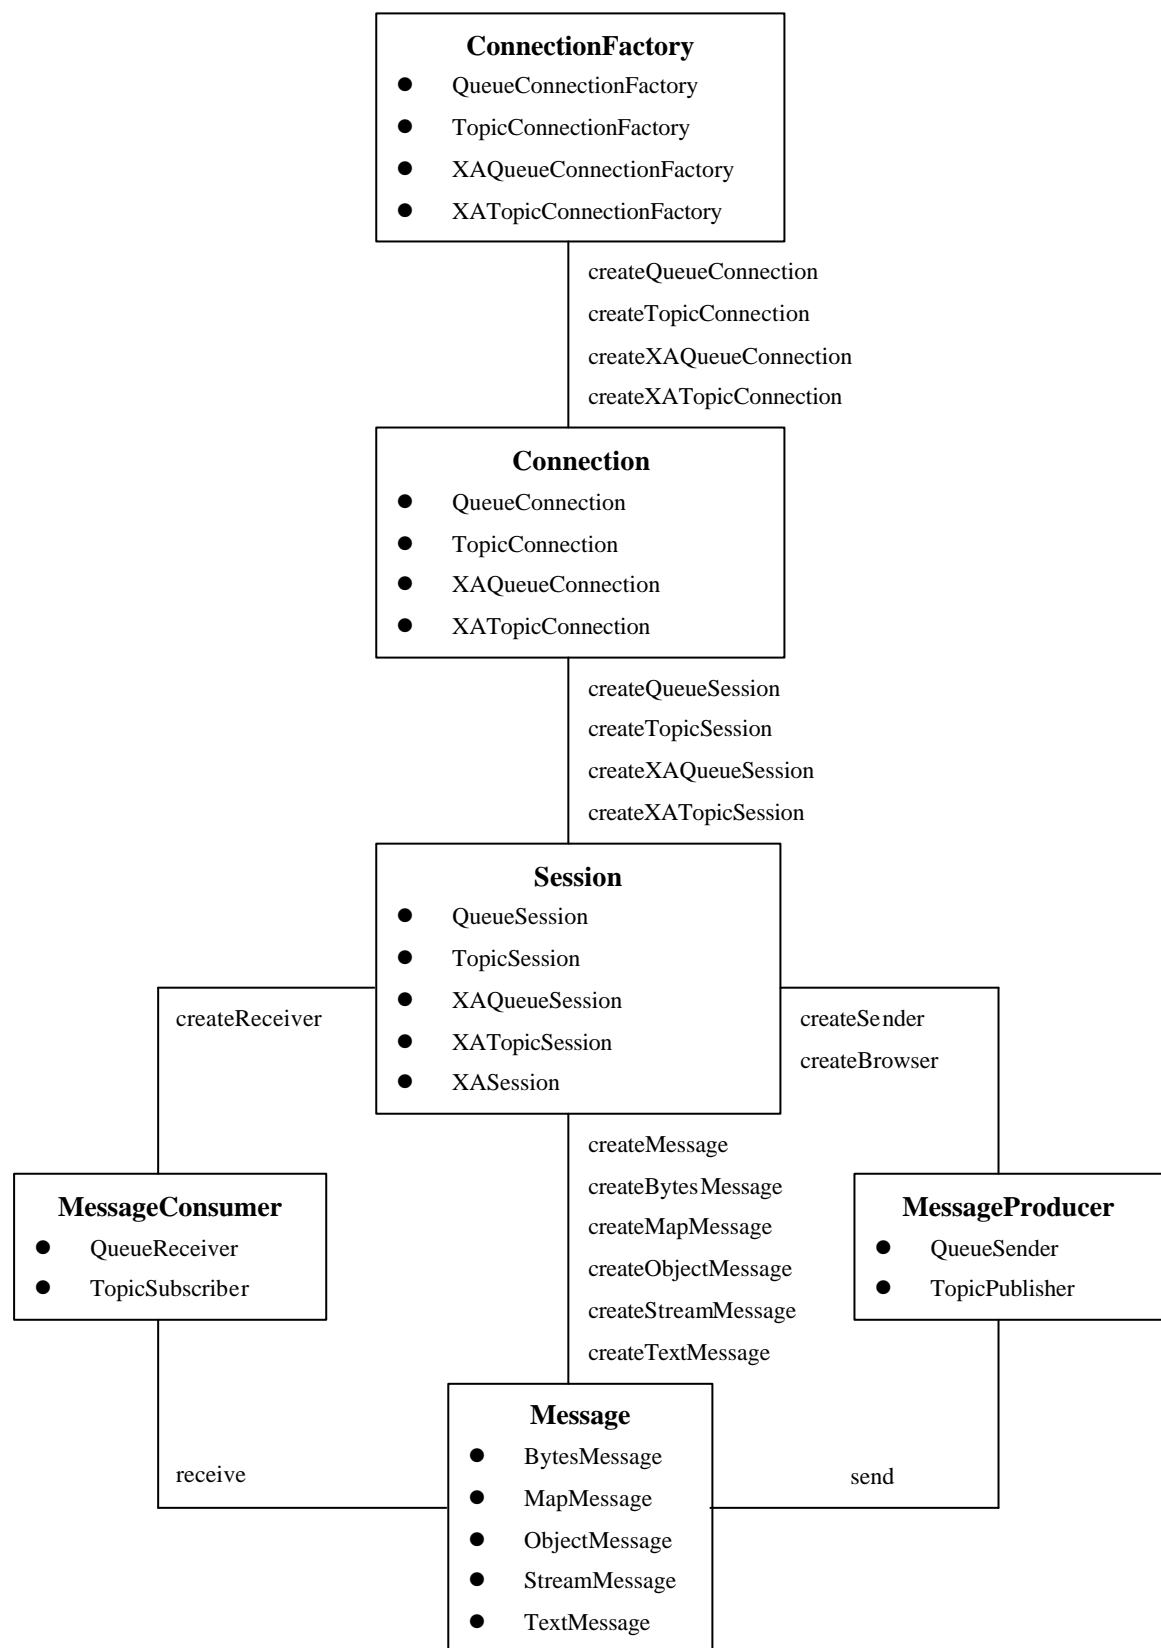 ConnectionFactory
● QueueConnectionFactory
● TopicConnectionFactory
● XAQueueConnectionFactory
● XATopicConnectionFactory
createQueueConnection
createTopicConnection
createXAQueueConnection
createXATopicConnection
Connection
● QueueConnection
● TopicConnection
● XAQueueConnection
● XATopicConnection
createQueueSession
createTopicSession
createXAQueueSession
createXATopicSession
Session
● QueueSession
● TopicSession
● XAQueueSession
● XATopicSession
● XASession
createReceiver
createSender
createBrowser
createMessage
createBytesMessage
createMapMessage
createObjectMessage
createStreamMessage
createTextMessage
MessageConsumer
● QueueReceiver
● TopicSubscriber
MessageProducer
● QueueSender
● TopicPublisher
receive
send
Message
● BytesMessage
● MapMessage
● ObjectMessage
● StreamMessage
● TextMessage